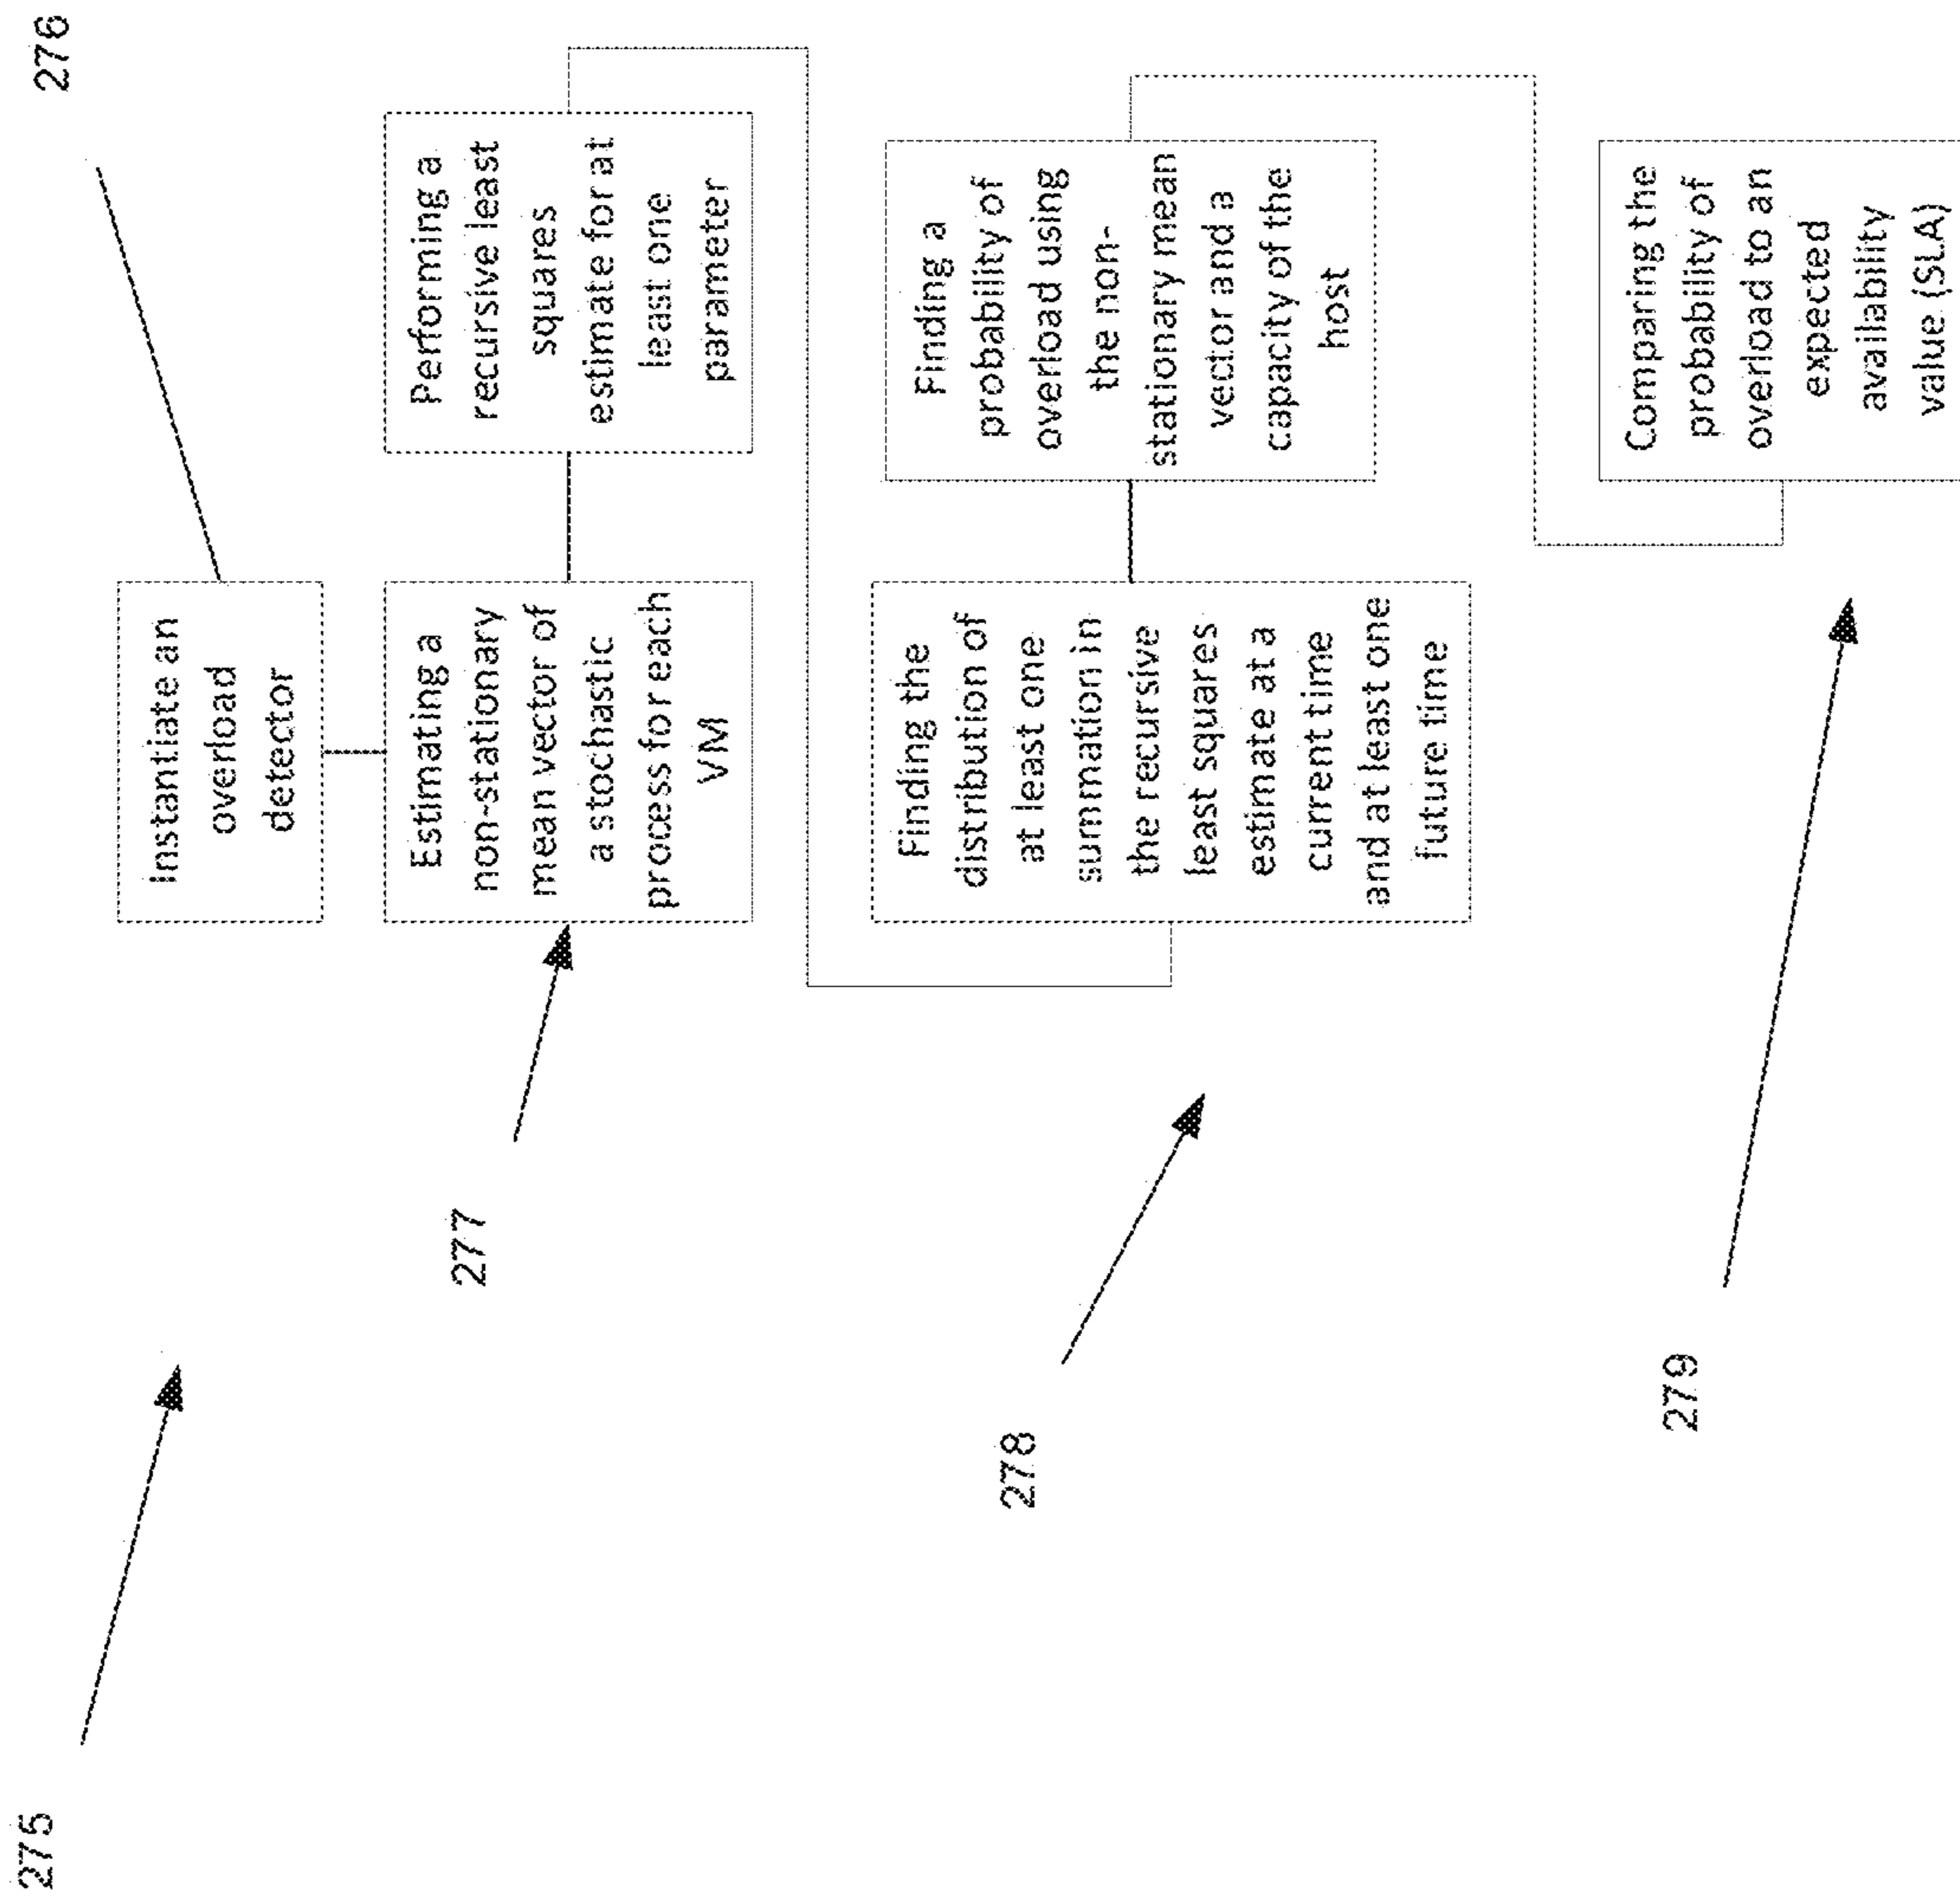 275
276
Instantiate an
overload
detector
277
Estimating a
non-stationary
mean vector of
a stochastic
process for each
VM
Performing a
recursive least
squares
estimate for at
least one
parameter
278
Finding the
distribution of
at least one
summation in
the recursive
least squares
estimate at a
current time
and at least one
future time
Finding a
probability of
overload using
the non-
stationary mean
vector and a
capacity of the
host
279
Comparing the
probability of
overload to an
expected
availability
value (SLA)